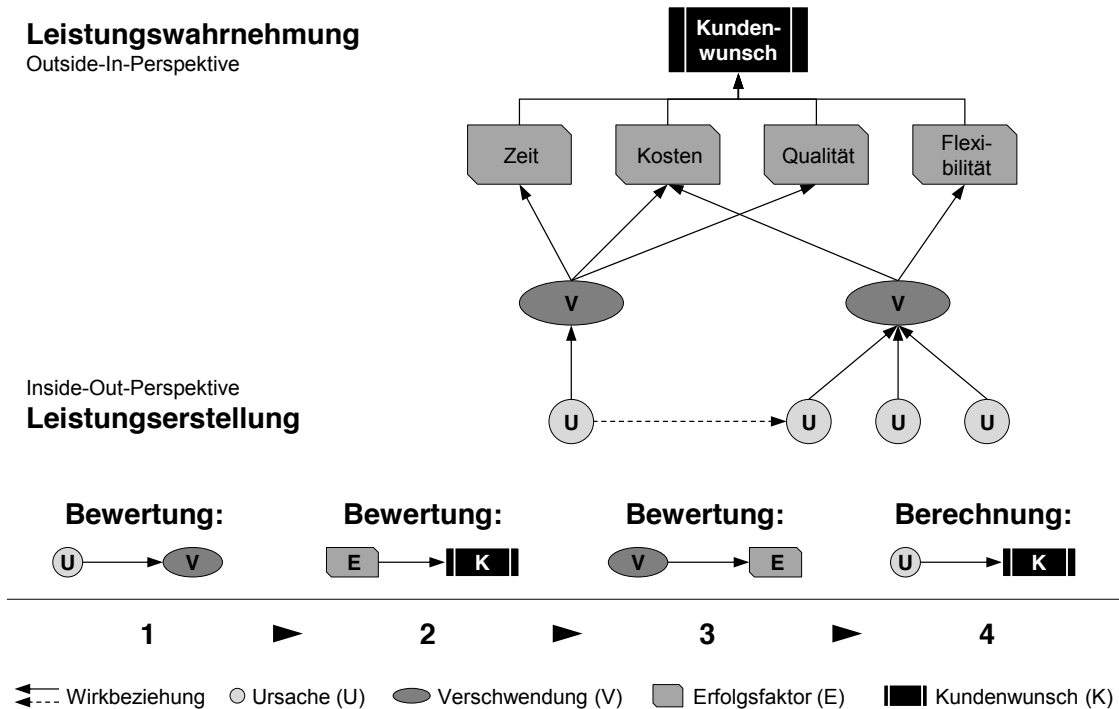 Leistungswahrnehmung
Outside-In-Perspektive
Kunden-
wunsch
Zeit
Kosten
Qualität
Flexi-
bilität
V
V
Inside-Out-Perspektive
Leistungserstellung
U
U
U
U
Bewertung:
Bewertung:
Bewertung:
Berechnung:
U V
E K
V E
U K
1
2
3
4
Wirkbeziehung
Ursache (U)
Verschwendung (V)
Erfolgsfaktor (E)
Kundenwunsch (K)